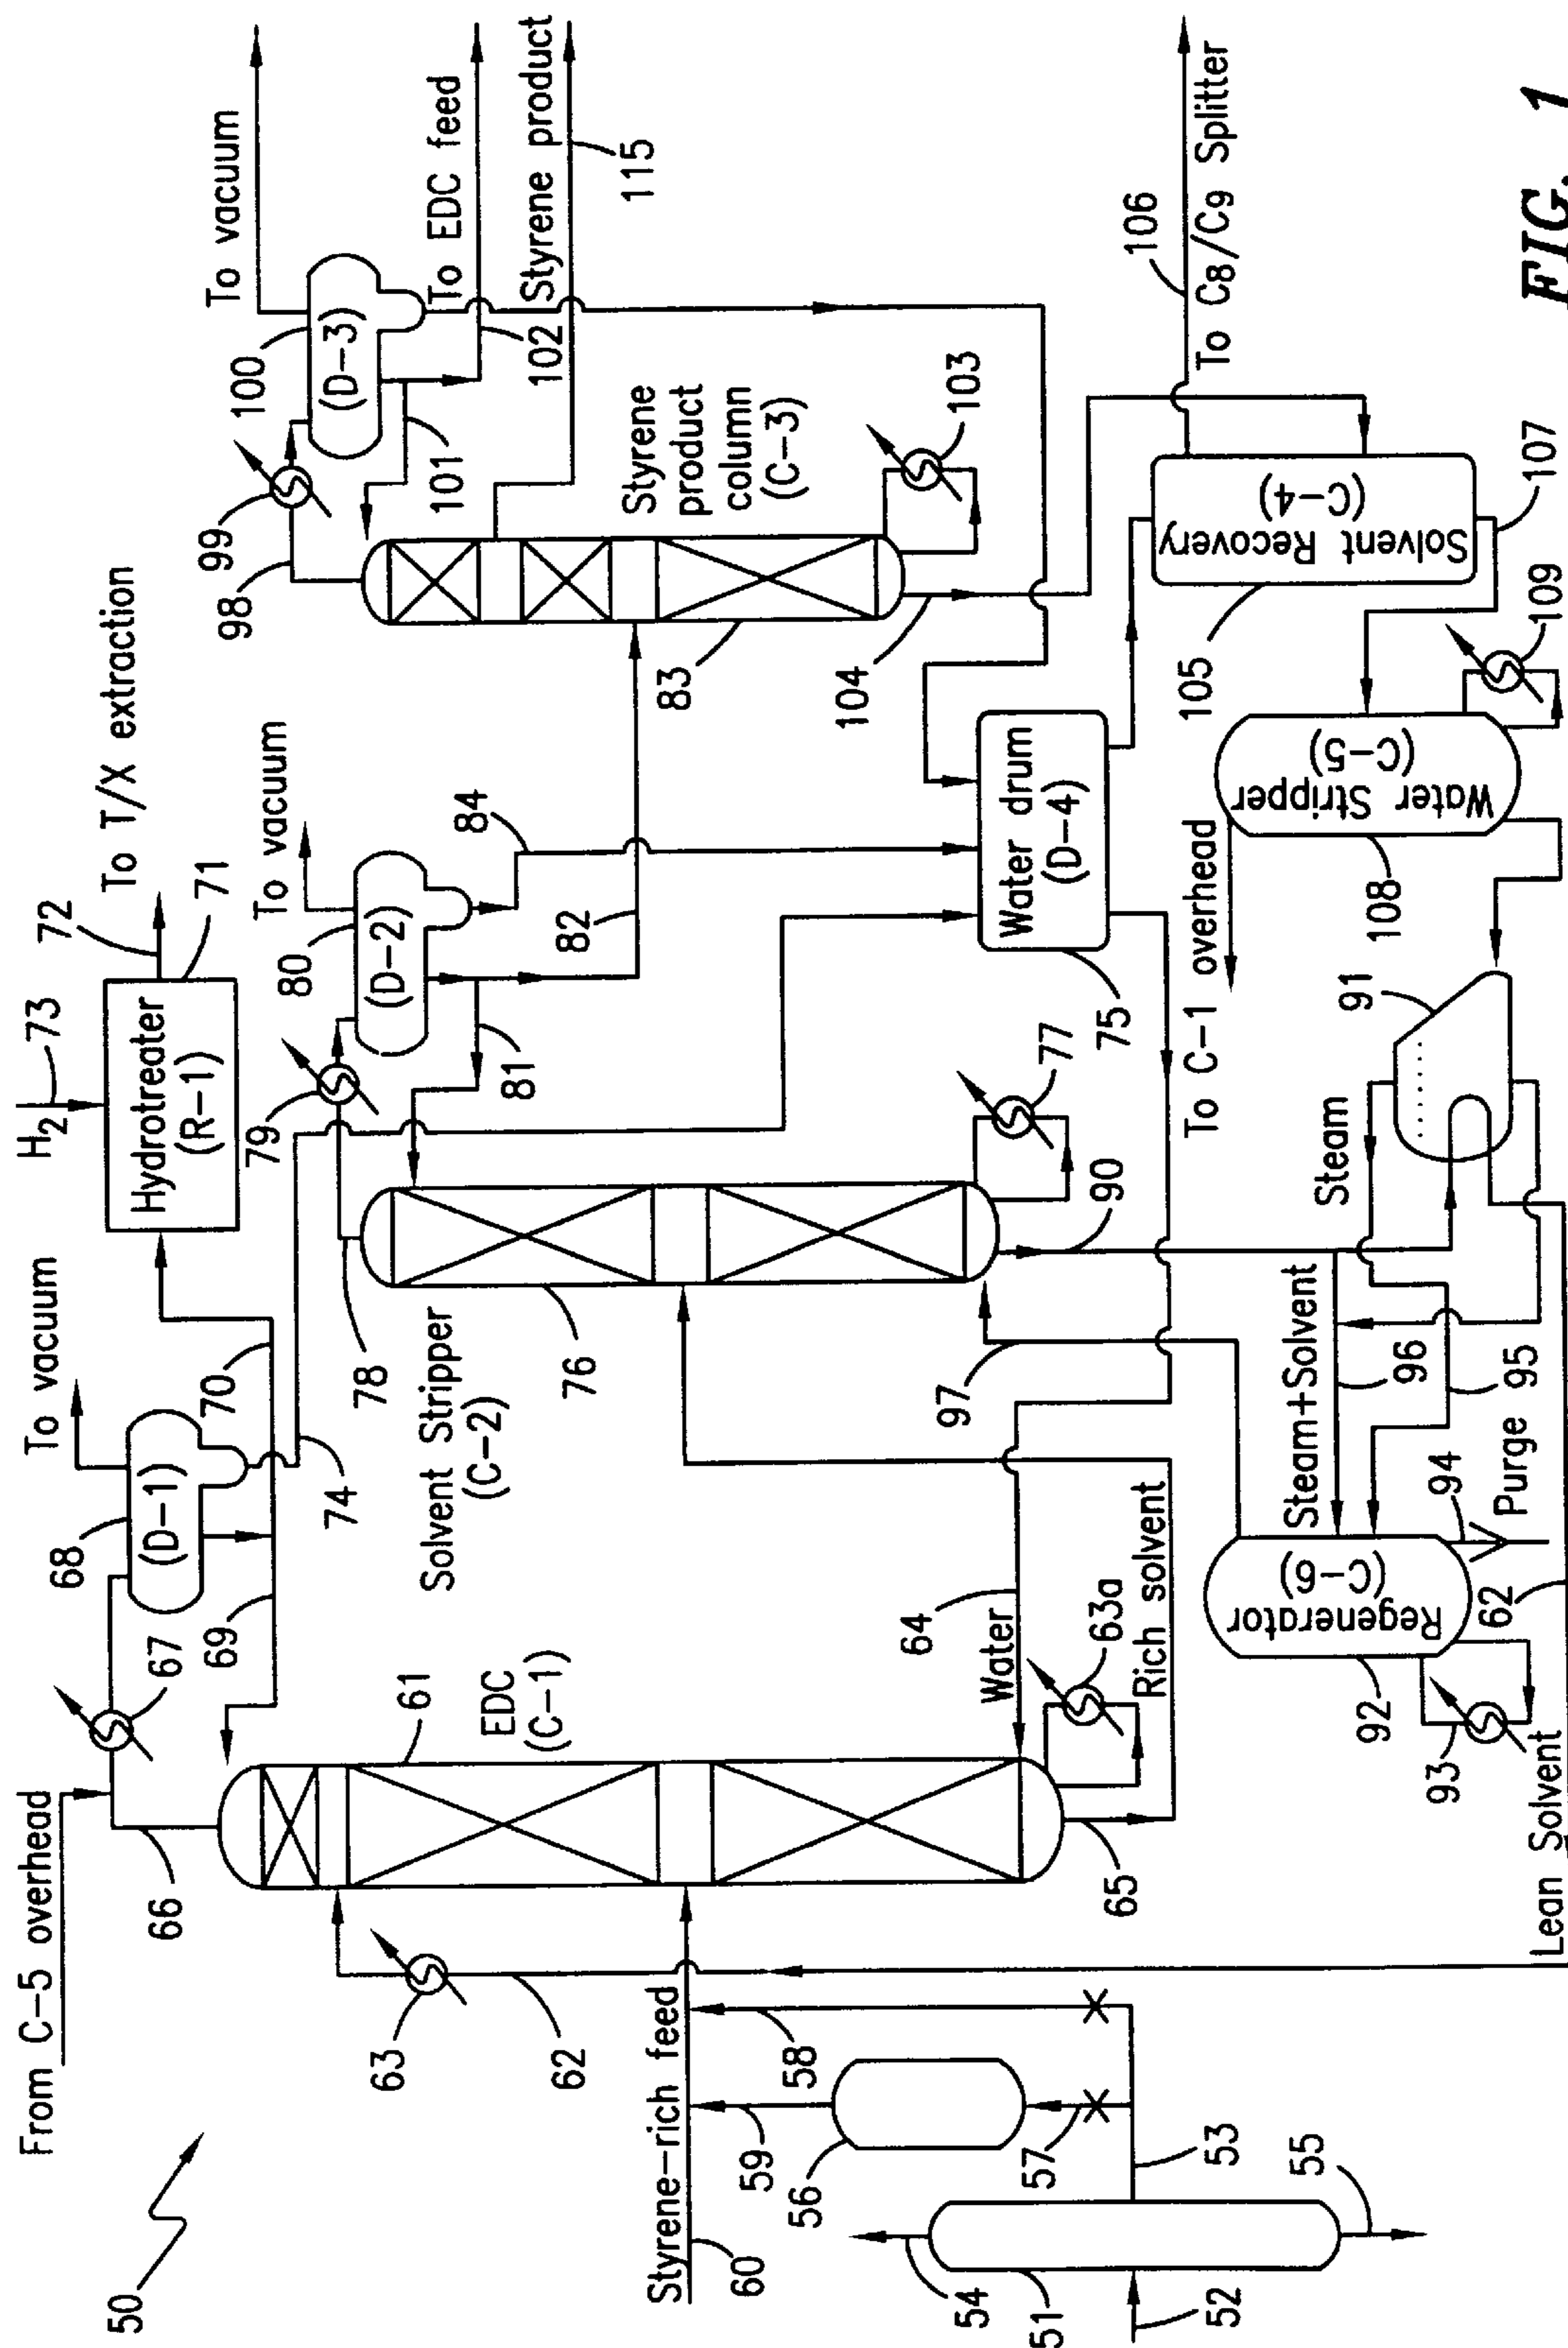 50
From C-5 overhead
66
67
68
(D-1)
To vacuum
69
70
74
H2
73
72
71
Hydrotreater
(R-1)
To T/X extraction
61
EDC
(C-1)
63
62
Styrene-rich feed
60
59
58
56
57
53
54
51
52
55
65
64
Water
63a
Rich solvent
Solvent Stripper
(C-2)
78
76
79
80
(D-2)
To vacuum
81
82
84
77
90
97
75
Water drum
(D-4)
98
99
100
(D-3)
To vacuum
To EDC feed
101
102
Styrene product
115
Styrene
product
column
(C-3)
83
103
104
105
Solvent Recovery
(C-4)
106
To C8/C9 Splitter
107
108
Water Stripper
(C-5)
109
To C-1 overhead
91
Steam
Steam+Solvent
96
95
94
Purge
92
Regenerator
(C-6)
93
62
Lean Solvent
FIG. 1